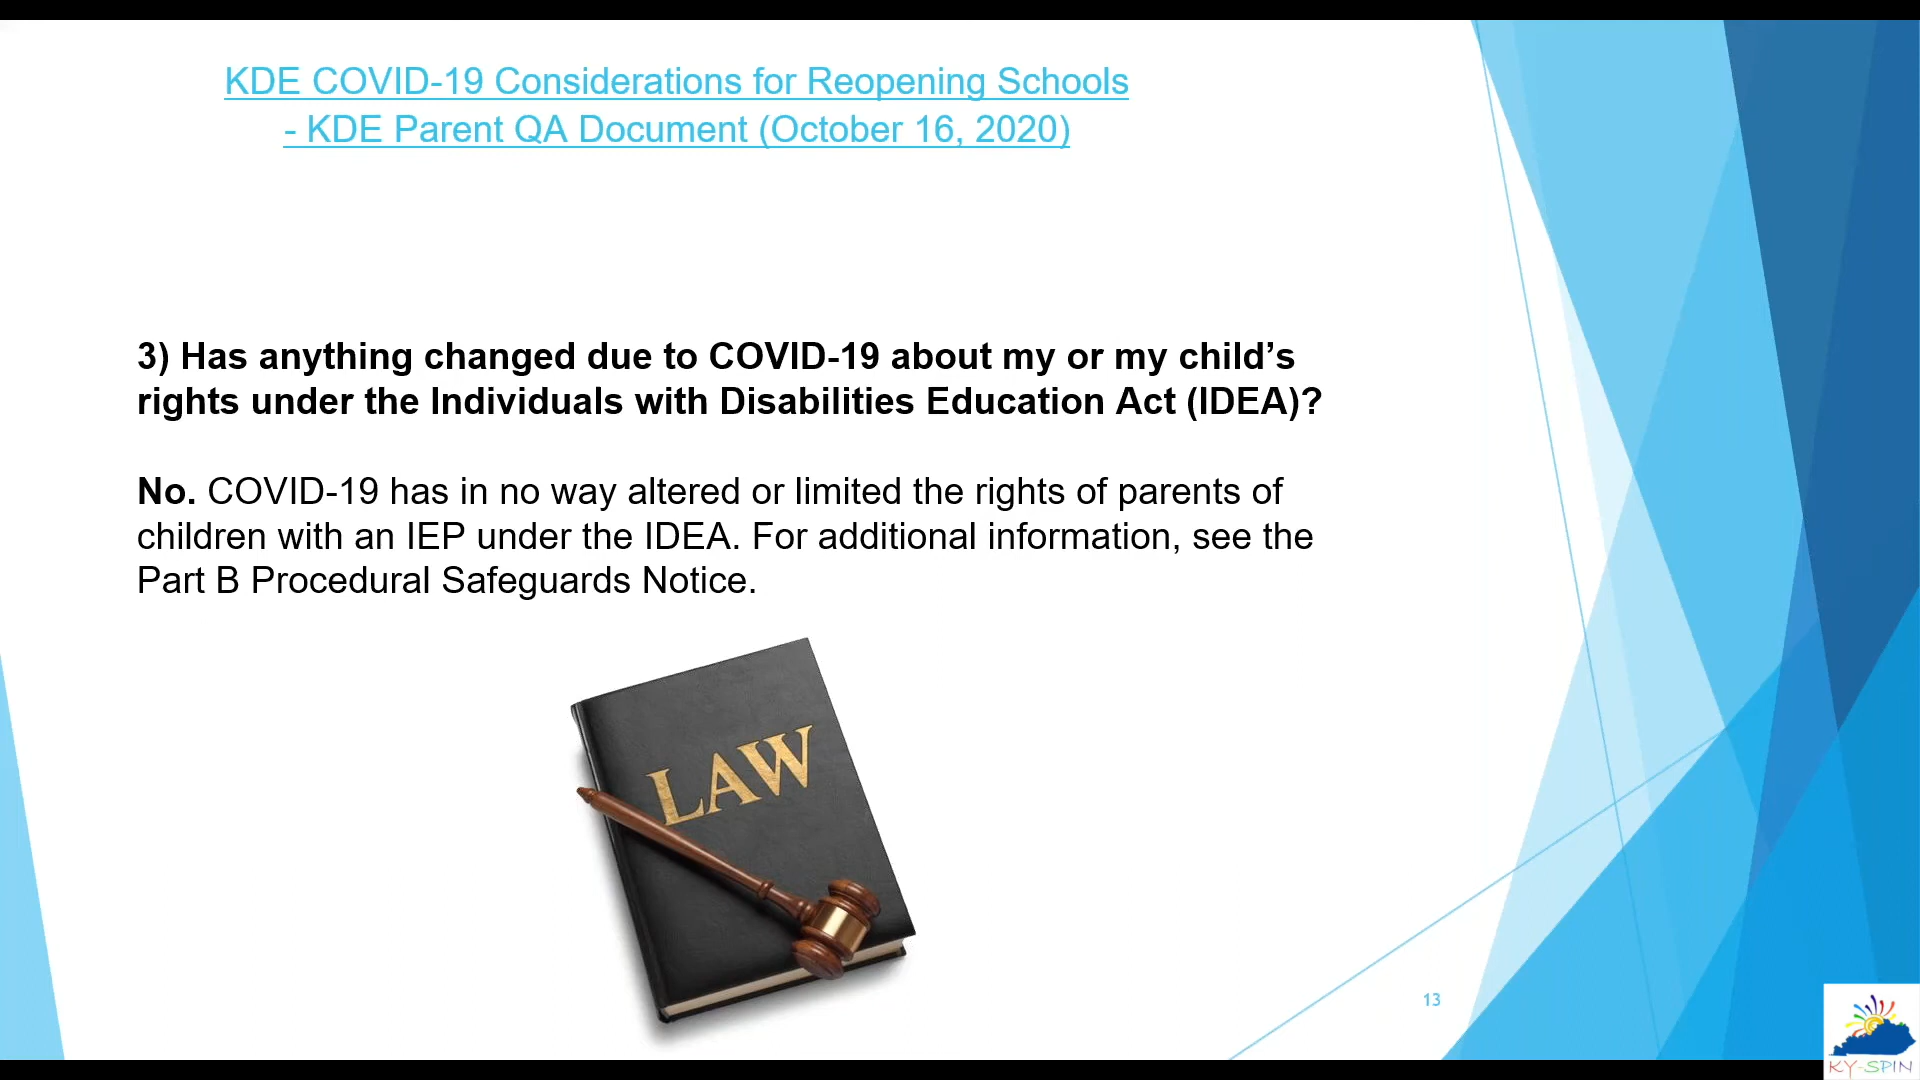 KDE COVID-19 Considerations for Reopening Schools
- KDE Parent QA Document (October 16, 2020)
3) Has anything changed due to COVID-19 about my or my child’s
rights under the Individuals with Disabilities Education Act (IDEA)?
No. COVID-19 has in no way altered or limited the rights of parents of
children with an IEP under the IDEA. For additional information, see the
Part B Procedural Safeguards Notice.
LAW
13
KY-SPIN